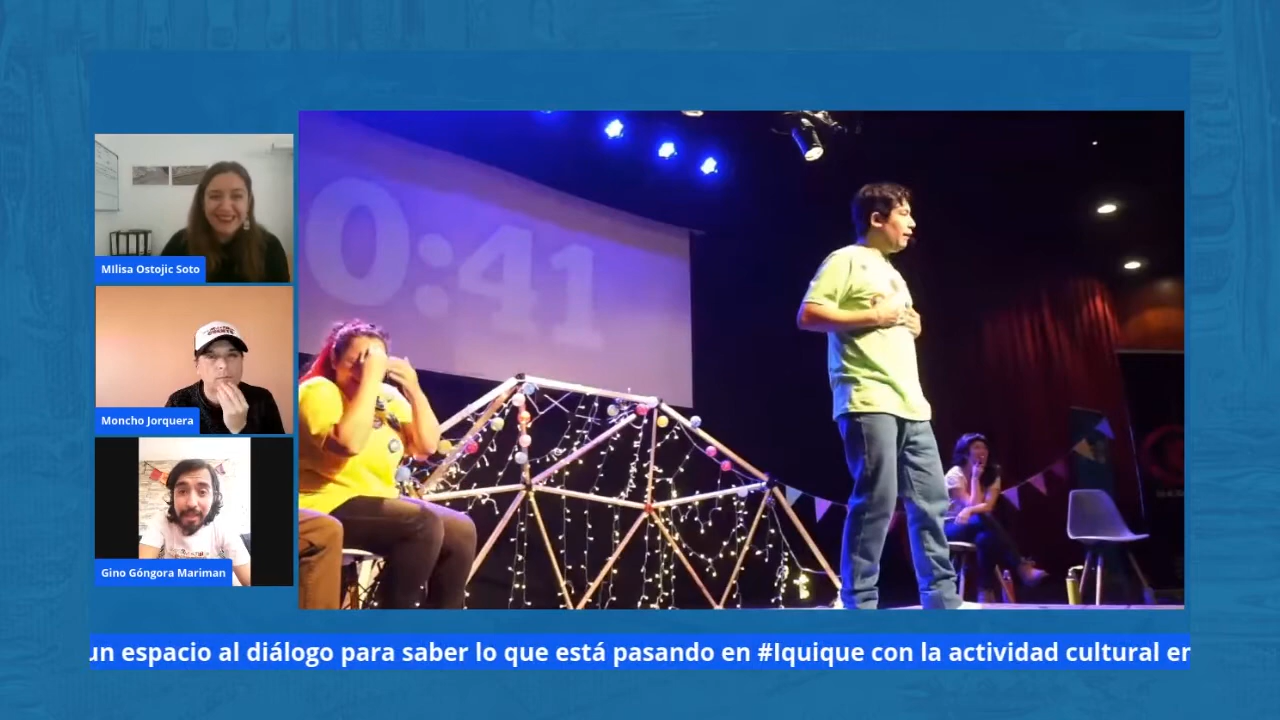 0:41
MIlisa Ostojic Soto
Moncho Jorquera
Gino Góngora Mariman
un espacio al diálogo para saber lo que está pasando en #Iquique con la actividad cultural en